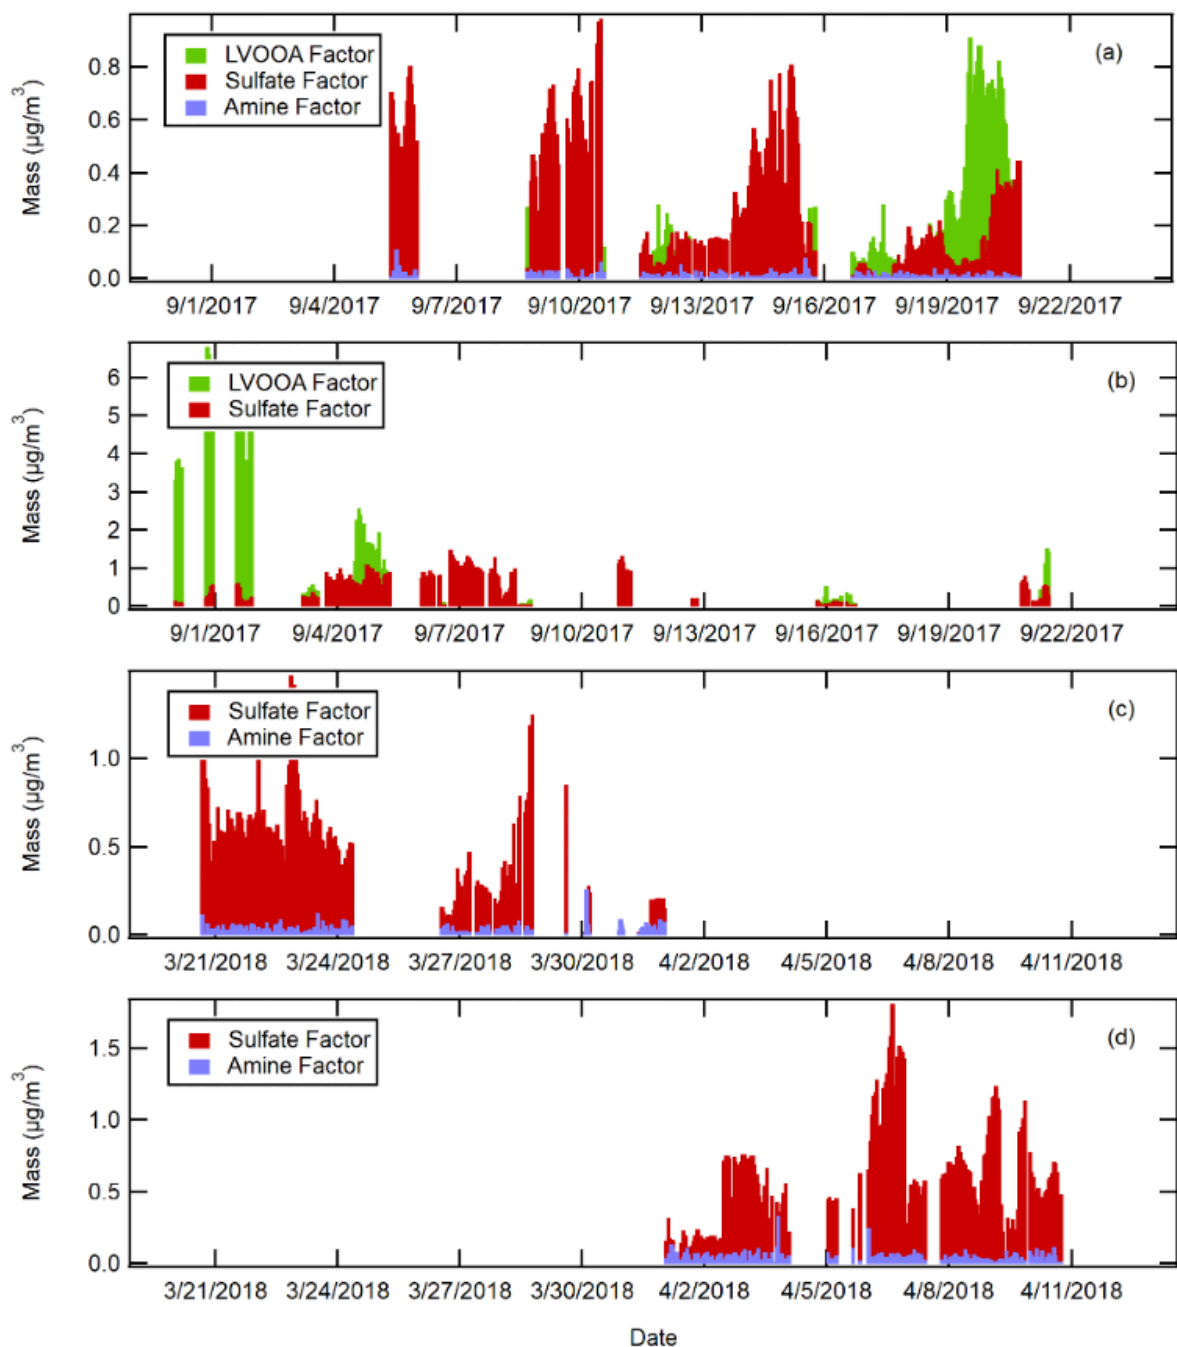 (a)
LVOOA Factor
Sulfate Factor
Amine Factor
Mass (µg/m³)
0.8
0.6
0.4
0.2
0.0
9/1/2017 9/4/2017 9/7/2017 9/10/2017 9/13/2017 9/16/2017 9/19/2017 9/22/2017
(b)
LVOOA Factor
Sulfate Factor
Mass (µg/m³)
6
5
4
3
2
1
0
9/1/2017 9/4/2017 9/7/2017 9/10/2017 9/13/2017 9/16/2017 9/19/2017 9/22/2017
(c)
Sulfate Factor
Amine Factor
Mass (µg/m³)
1.0
0.5
0.0
3/21/2018 3/24/2018 3/27/2018 3/30/2018 4/2/2018 4/5/2018 4/8/2018 4/11/2018
(d)
Sulfate Factor
Amine Factor
Mass (µg/m³)
1.5
1.0
0.5
0.0
3/21/2018 3/24/2018 3/27/2018 3/30/2018 4/2/2018 4/5/2018 4/8/2018 4/11/2018
Date